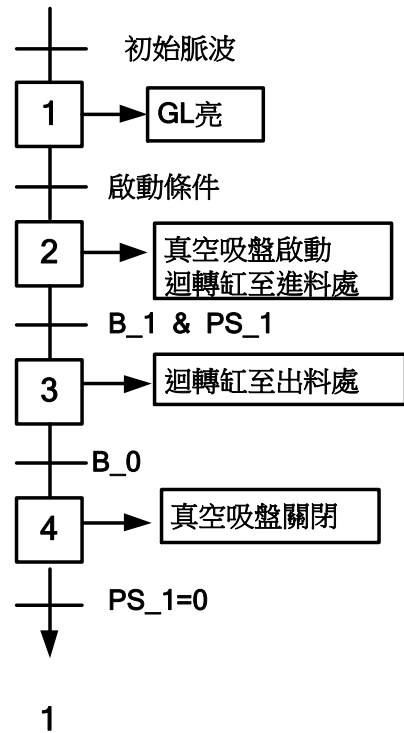 初始脈波
1
GL亮
啟動條件
2
真空吸盤啟動
迴轉缸至進料處
B_1 & PS_1
3
迴轉缸至出料處
B_0
4
真空吸盤關閉
PS_1=0
1